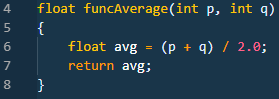 4 float funcAverage(int p, int q)
5 {
6 float avg = (p + q) / 2.0;
7 return avg;
8 }